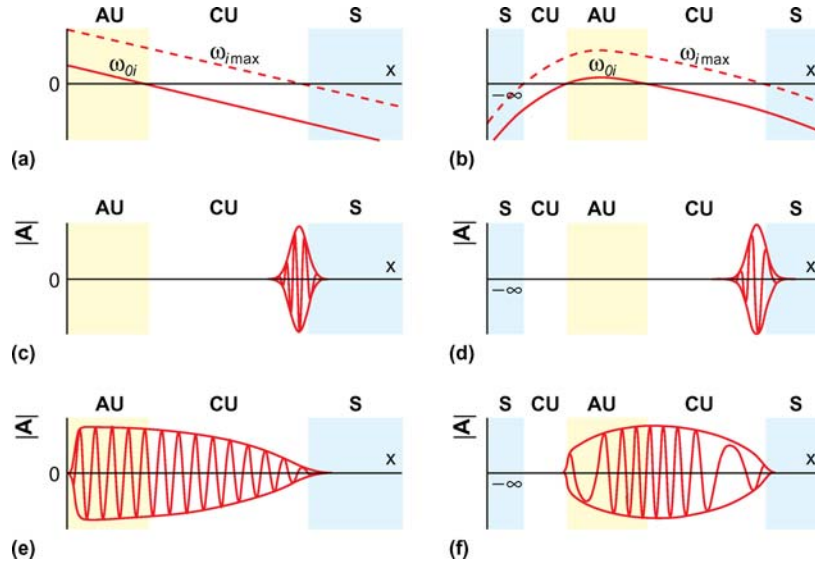 AU CU S
ω0i
ωi max
x
0
(a)
S CU AU CU S
ω0i
ωi max
x
−∞
(b)
AU CU S
|A|
x
0
(c)
S CU AU CU S
|A|
x
−∞
(d)
AU CU S
|A|
x
0
(e)
S CU AU CU S
|A|
x
−∞
(f)